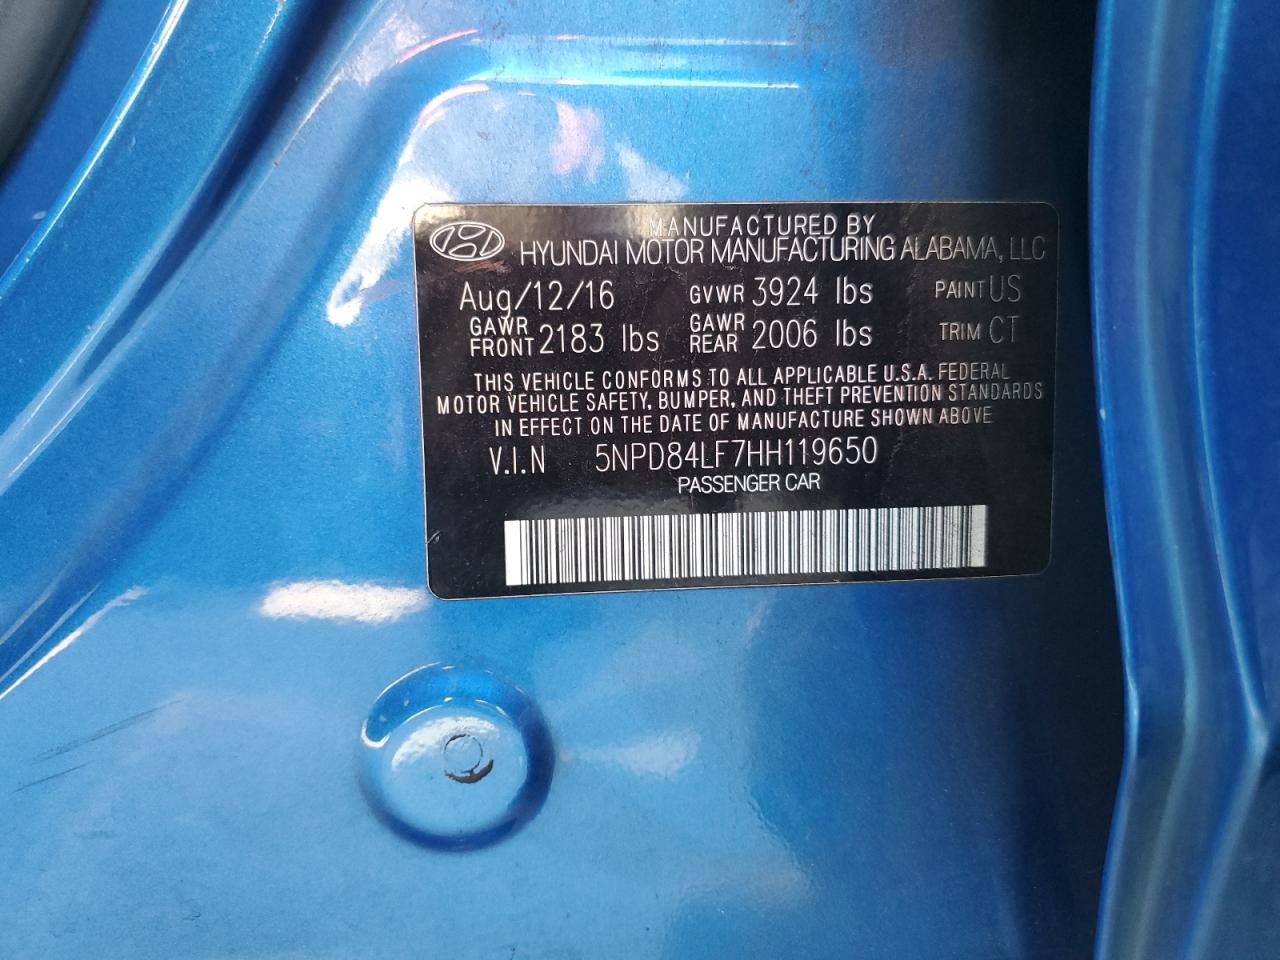 MANUFACTURED BY
HYUNDAI MOTOR MANUFACTURING ALABAMA, LLC
Aug/12/16 GVWR 3924 lbs PAINT US
GAWR FRONT 2183 lbs GAWR REAR 2006 lbs TRIM CT
THIS VEHICLE CONFORMS TO ALL APPLICABLE U.S.A. FEDERAL
MOTOR VEHICLE SAFETY, BUMPER, AND THEFT PREVENTION STANDARDS
IN EFFECT ON THE DATE OF MANUFACTURE SHOWN ABOVE
V.I.N 5NPD84LF7HH119650
PASSENGER CAR